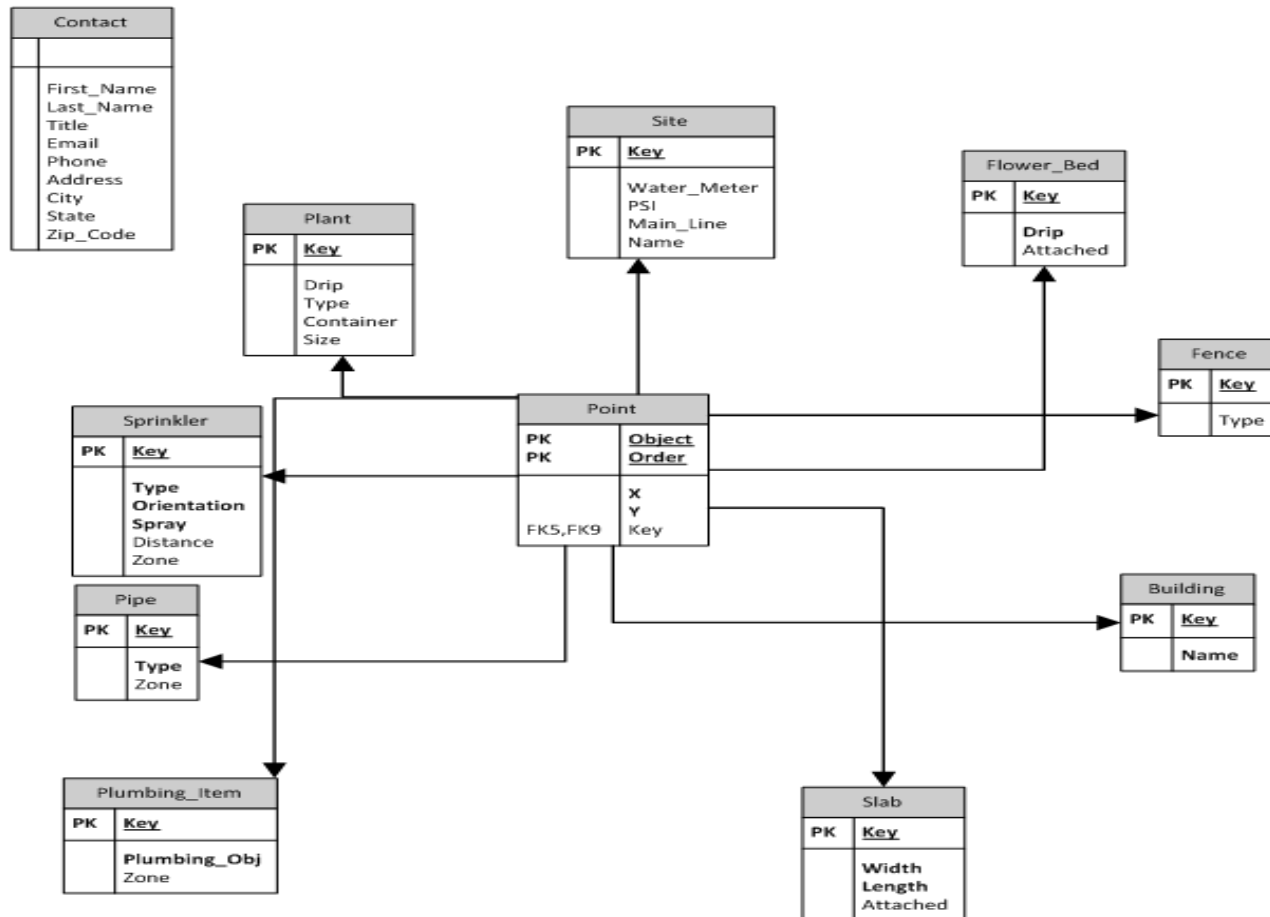 Contact
First_Name
Last_Name
Title
Email
Phone
Address
City
State
Zip_Code
Site
PK Key
Water_Meter
PSI
Main_Line
Name
Flower_Bed
PK Key
Drip
Attached
Plant
PK Key
Drip
Type
Container
Size
Fence
PK Key
Type
Point
PK Object
PK Order
X
Y
FK5,FK9 Key
Sprinkler
PK Key
Type
Orientation
Spray
Distance
Zone
Pipe
PK Key
Type
Zone
Building
PK Key
Name
Plumbing_Item
PK Key
Plumbing_Obj
Zone
Slab
PK Key
Width
Length
Attached